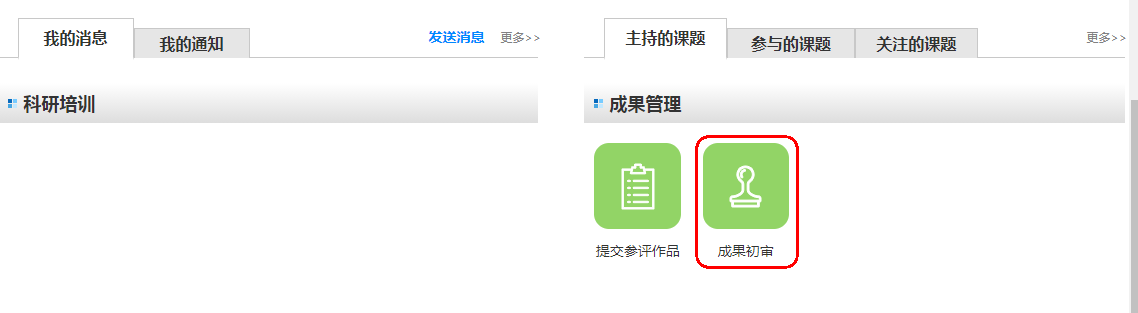 我的消息
我的通知
发送消息
更多>>
主持的课题
参与的课题
关注的课题
更多>>
科研培训
成果管理
提交参评作品
成果初审